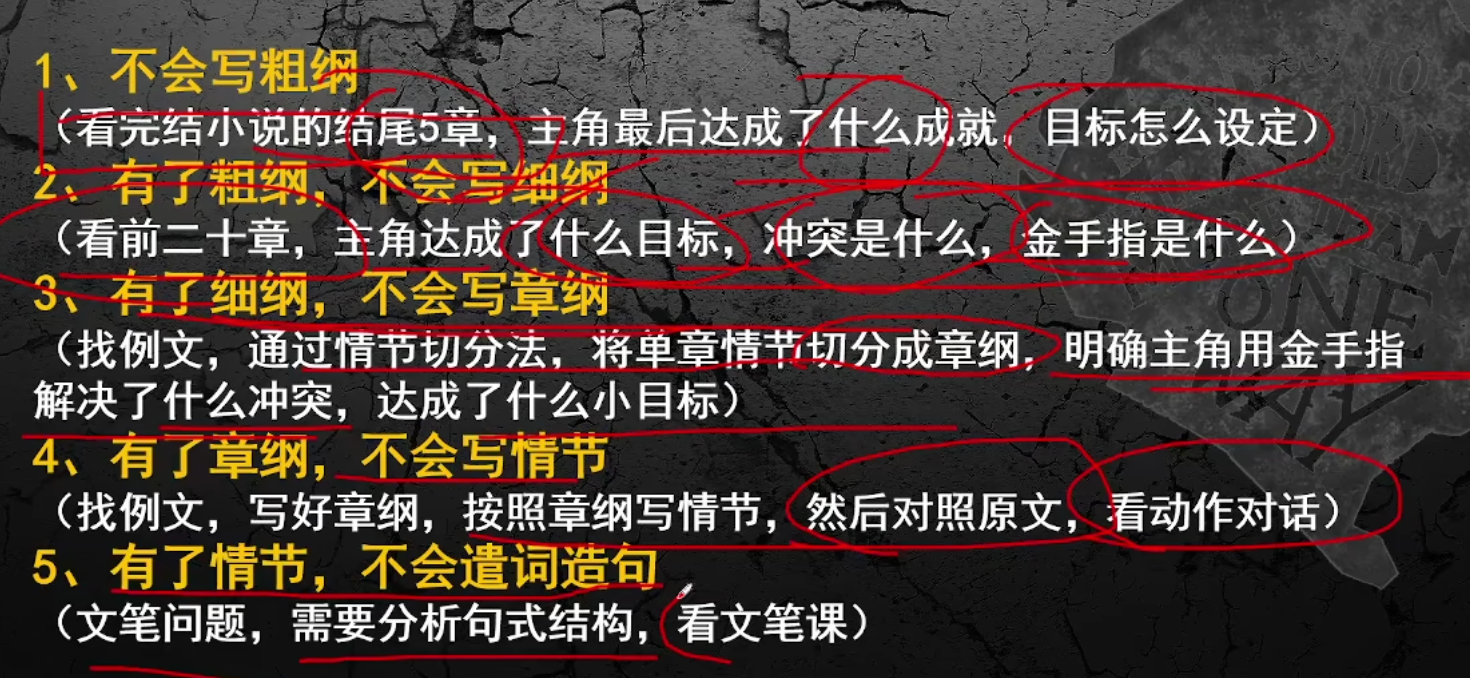 1、不会写粗纲
（看完结小说的结尾5章，主角最后达成了什么成就，目标怎么设定）
2、有了粗纲，不会写细纲
（看前二十章，主角达成了什么目标，冲突是什么，金手指是什么）
3、有了细纲，不会写章纲
（找例文，通过情节切分法，将单章情节切分成章纲，明确主角用金手指
解决了什么冲突，达成了什么小目标）
4、有了章纲，不会写情节
（找例文，写好章纲，按照章纲写情节，然后对照原文，看动作对话）
5、有了情节，不会遣词造句
（文笔问题，需要分析句式结构，看文笔课）
ONE
WAY